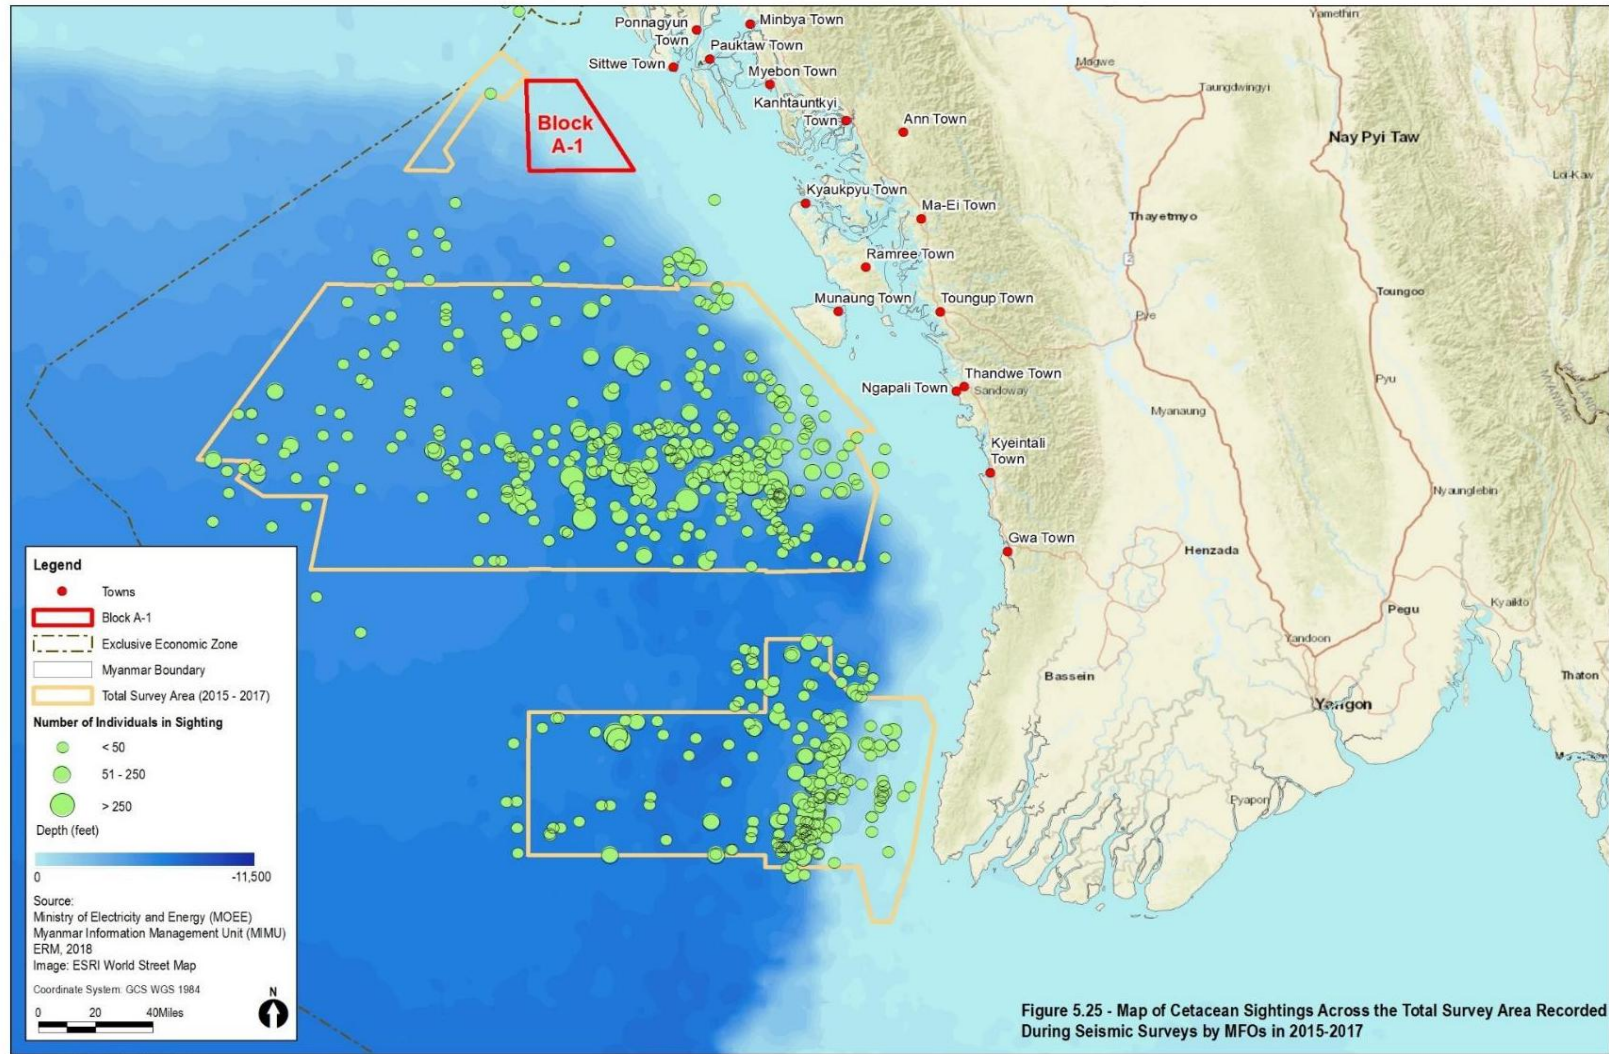 Yamethin
Ponnagyun
Town
Minbya Town
Pauktaw Town
Sittwe Town
Myebon Town
Magwe
Taungdwingyi
Kanhtauntkyi
Town
Ann Town
Block
A-1
Nay Pyi Taw
Loi-Kaw
Kyaukpyu Town
Ma-Ei Town
Thayetmyo
2
Ramree Town
Munaung Town
Toungup Town
Toungoo
Pye
Ngapali Town
Thandwe Town
Sandoway
Pyu
MYANMAR
Myanaung
Kyeintali
Town
Nyaunglebin
Gwa Town
Henzada
Kyaikto
Pegu
Yandoon
Bassein
Thaton
Yangon
Pyapon
Legend
Towns
Block A-1
Exclusive Economic Zone
Myanmar Boundary
Total Survey Area (2015 - 2017)
Number of Individuals in Sighting
< 50
51 - 250
> 250
Depth (feet)
0 -11,500
Source:
Ministry of Electricity and Energy (MOEE)
Myanmar Information Management Unit (MIMU)
ERM, 2018
Image: ESRI World Street Map
Coordinate System: GCS WGS 1984
N
0 20 40Miles
Figure 5.25 - Map of Cetacean Sightings Across the Total Survey Area Recorded
During Seismic Surveys by MFOs in 2015-2017